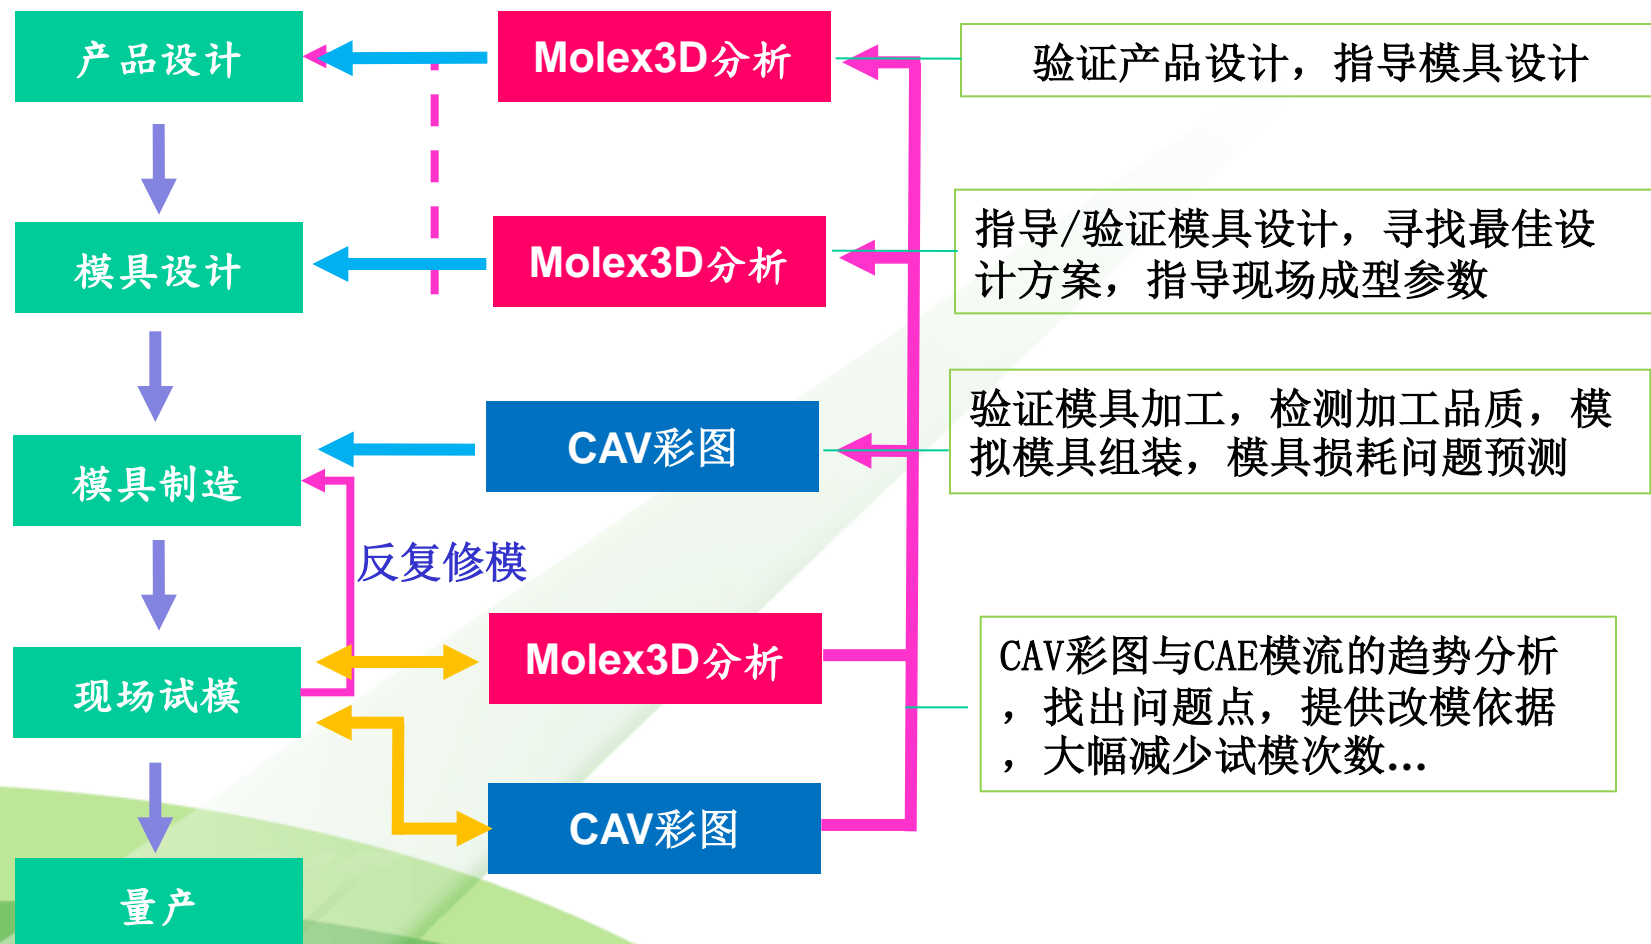 产品设计
Molex3D分析
验证产品设计，指导模具设计
模具设计
Molex3D分析
指导/验证模具设计，寻找最佳设
计方案，指导现场成型参数
模具制造
CAV彩图
验证模具加工，检测加工品质，模
拟模具组装，模具损耗问题预测
反复修模
现场试模
Molex3D分析
CAV彩图与CAE模流的趋势分析
，找出问题点，提供改模依据
，大幅减少试模次数…
CAV彩图
量产